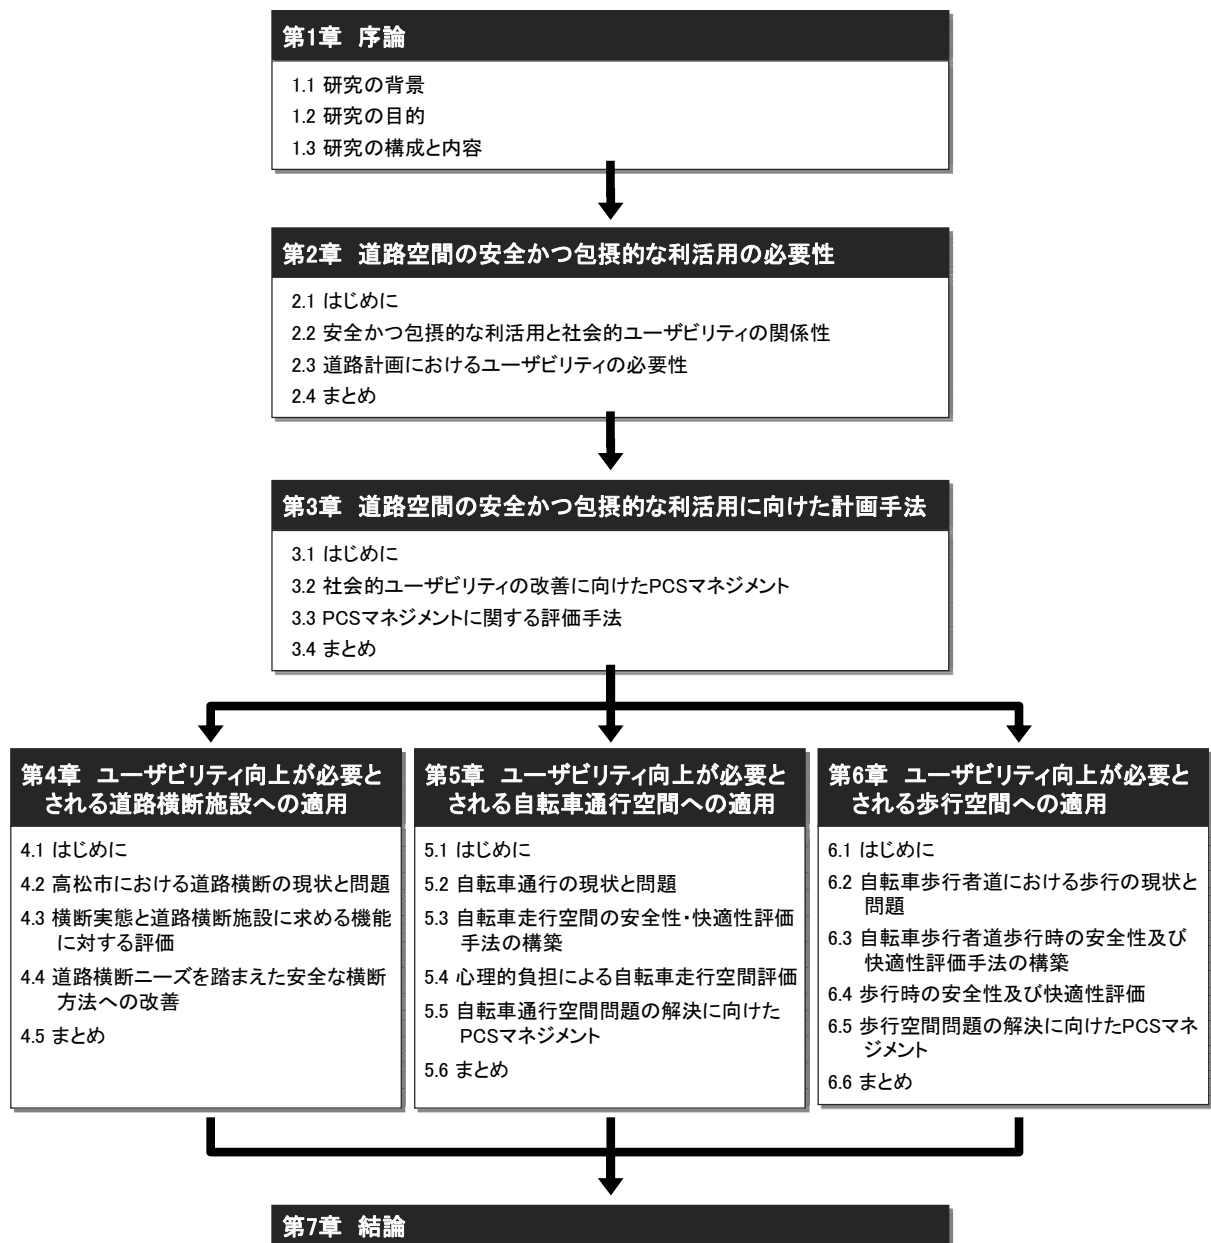 第1章 序論
1.1 研究の背景
1.2 研究の目的
1.3 研究の構成と内容
第2章 道路空間の安全かつ包摂的な利活用の必要性
2.1 はじめに
2.2 安全かつ包摂的な利活用と社会的ユーザビリティの関係性
2.3 道路計画におけるユーザビリティの必要性
2.4 まとめ
第3章 道路空間の安全かつ包摂的な利活用に向けた計画手法
3.1 はじめに
3.2 社会的ユーザビリティの改善に向けたPCSマネジメント
3.3 PCSマネジメントに関する評価手法
3.4 まとめ
第4章 ユーザビリティ向上が必要と
される道路横断施設への適用
4.1 はじめに
4.2 高松市における道路横断の現状と問題
4.3 横断実態と道路横断施設に求める機能
に対する評価
4.4 道路横断ニーズを踏まえた安全な横断
方法への改善
4.5 まとめ
第5章 ユーザビリティ向上が必要と
される自転車通行空間への適用
5.1 はじめに
5.2 自転車通行の現状と問題
5.3 自転車走行空間の安全性・快適性評価
手法の構築
5.4 心理的負担による自転車走行空間評価
5.5 自転車通行空間問題の解決に向けた
PCSマネジメント
5.6 まとめ
第6章 ユーザビリティ向上が必要と
される歩行空間への適用
6.1 はじめに
6.2 自転車歩行者道における歩行の現状と
問題
6.3 自転車歩行者道歩行時の安全性及び
快適性評価手法の構築
6.4 歩行時の安全性及び快適性評価
6.5 歩行空間問題の解決に向けたPCSマネ
ジメント
6.6 まとめ
第7章 結論